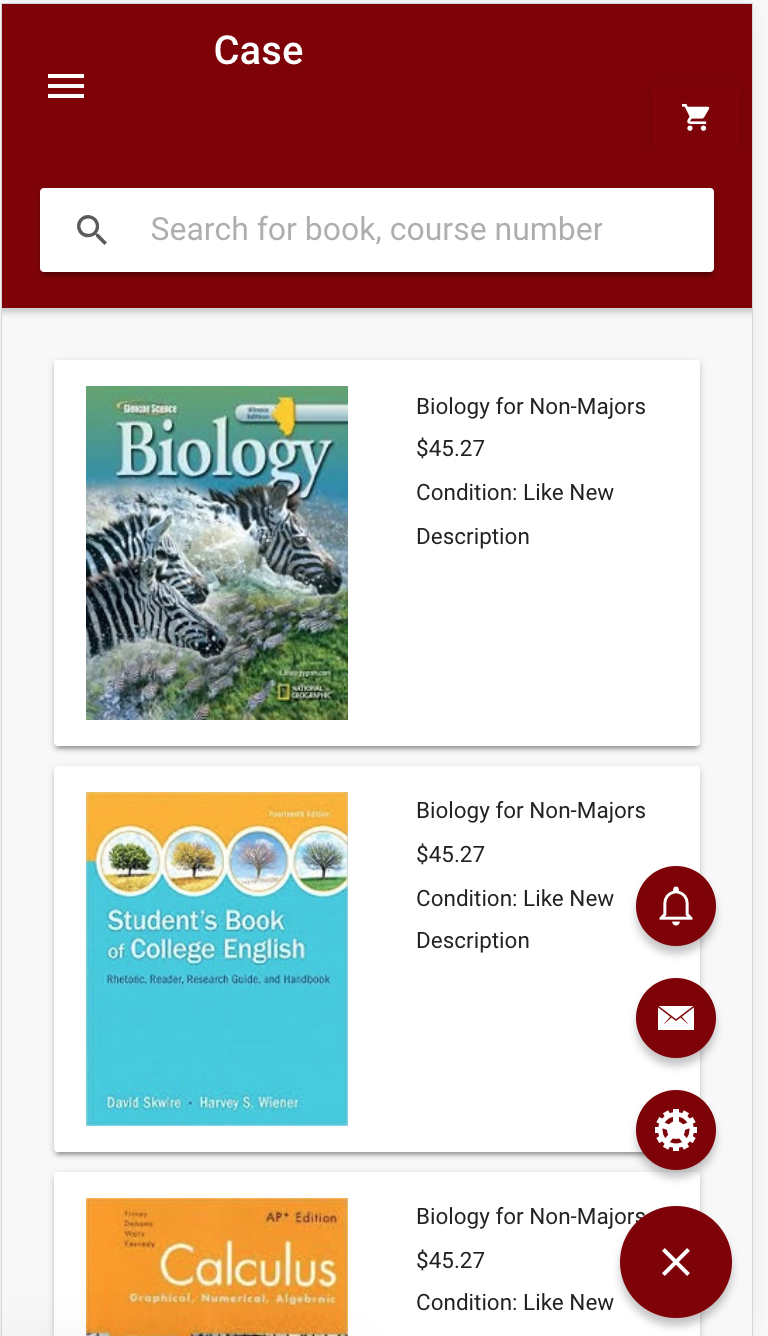 Case
Search for book, course number
Glencoe Science
Illinois
Edition
Biology
NATIONAL
GEOGRAPHIC
Biology for Non-Majors
$45.27
Condition: Like New
Description
Fourteenth Edition
Student's Book
of College English
Rhetoric, Reader, Research Guide, and Handbook
David Skwire · Harvey S. Wiener
Biology for Non-Majors
$45.27
Condition: Like New
Description
Finney
Demana
Waits
Kennedy
AP* Edition
Calculus
Graphical, Numerical, Algebraic
Biology for Non-Majors
$45.27
Condition: Like New